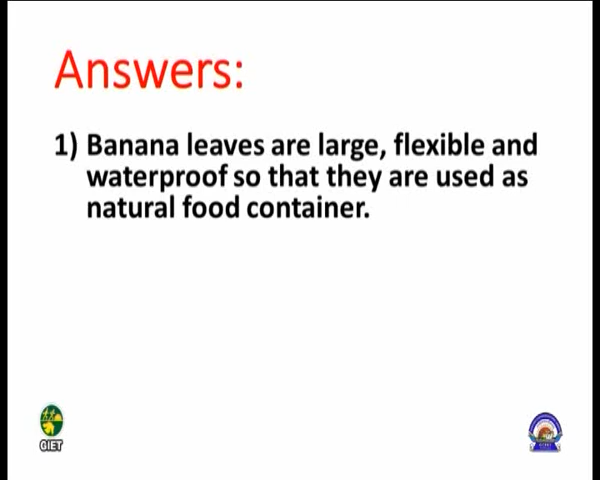 Answers:
1) Banana leaves are large, flexible and
waterproof so that they are used as
natural food container.
GIET